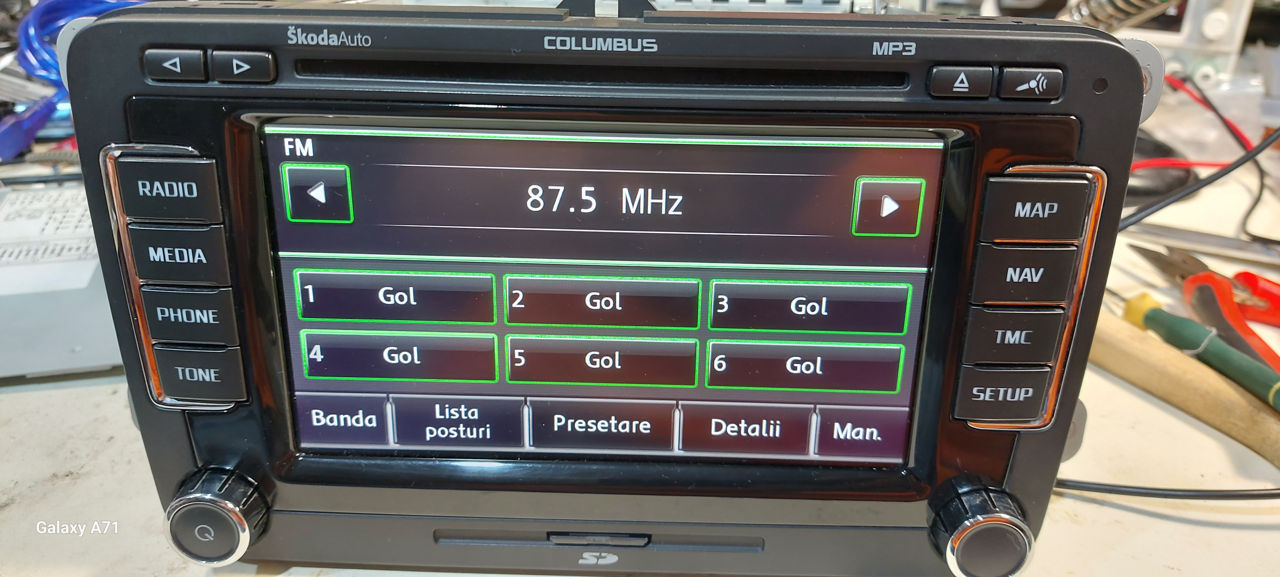 ŠkodaAuto
COLUMBUS
MP3
RADIO
MEDIA
PHONE
TONE
FM
87.5 MHz
1 Gol
2 Gol
3 Gol
4 Gol
5 Gol
6 Gol
Banda
Lista
posturi
Presetare
Detalii
Man.
MAP
NAV
TMC
SETUP
SD
Galaxy A71